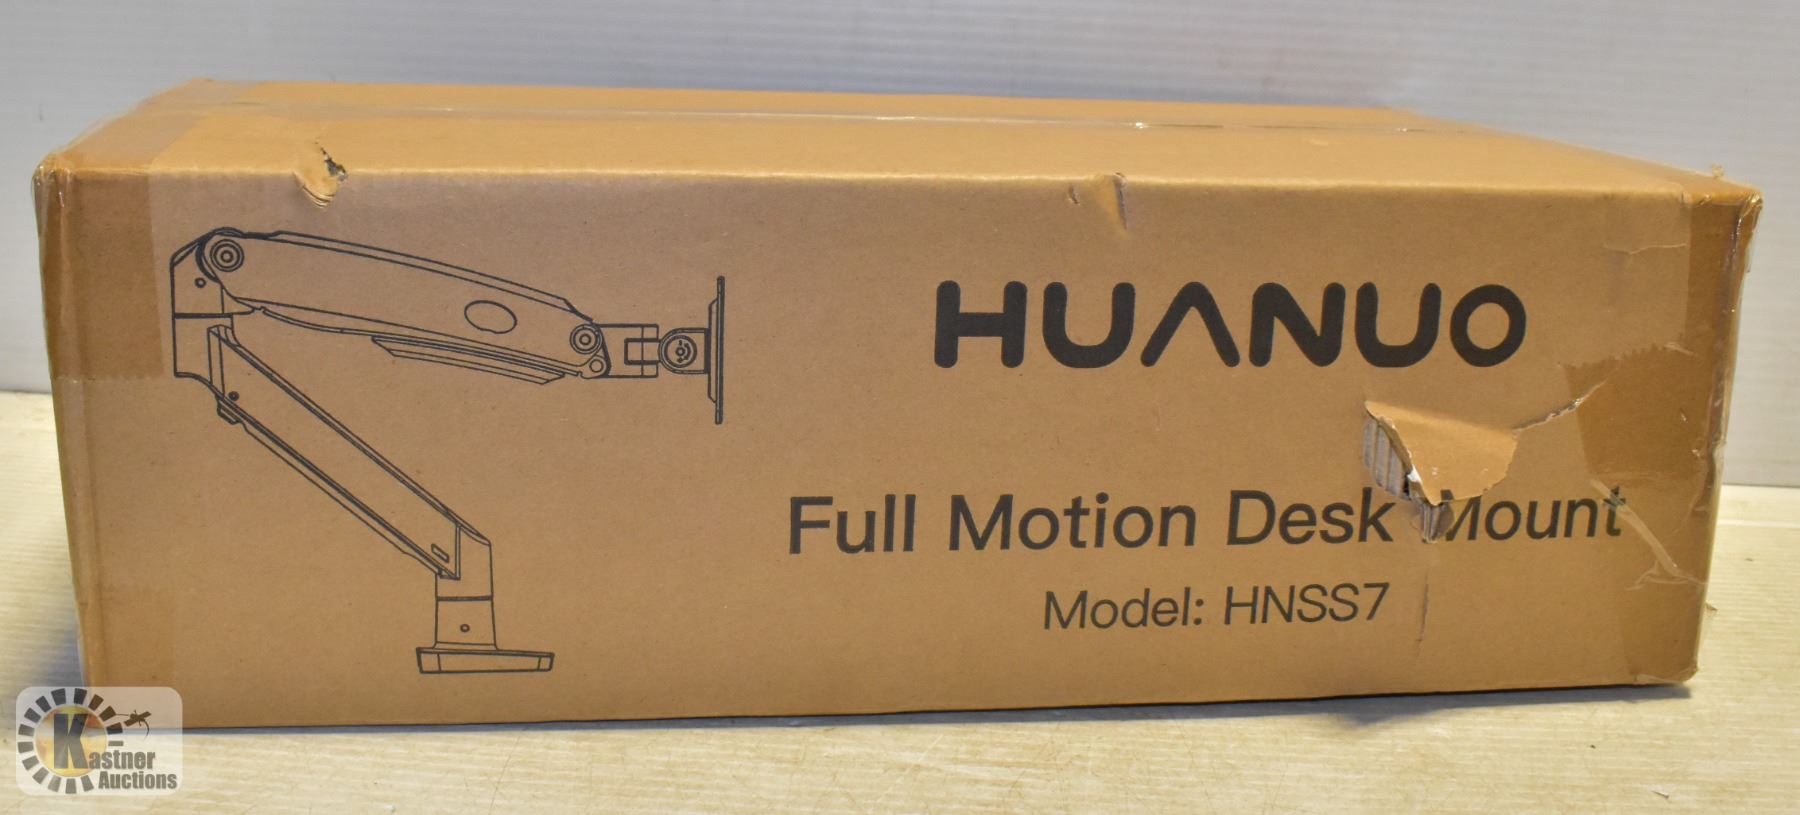 HUANUO
Full Motion Desk Mount
Model: HNSS7
Kastner
Auctions